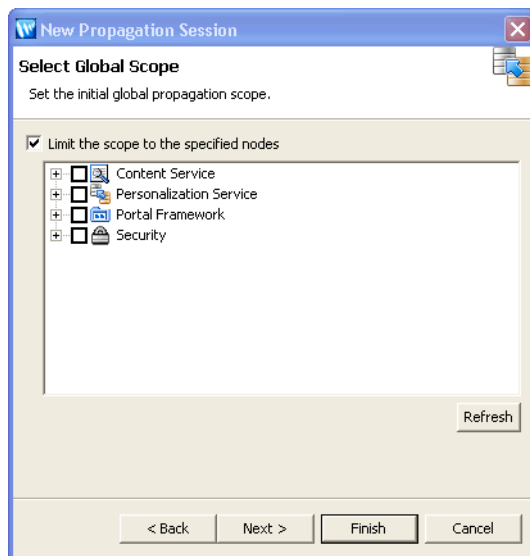 New Propagation Session
Select Global Scope
Set the initial global propagation scope.
Limit the scope to the specified nodes
Content Service
Personalization Service
Portal Framework
Security
Refresh
< Back Next > Finish Cancel